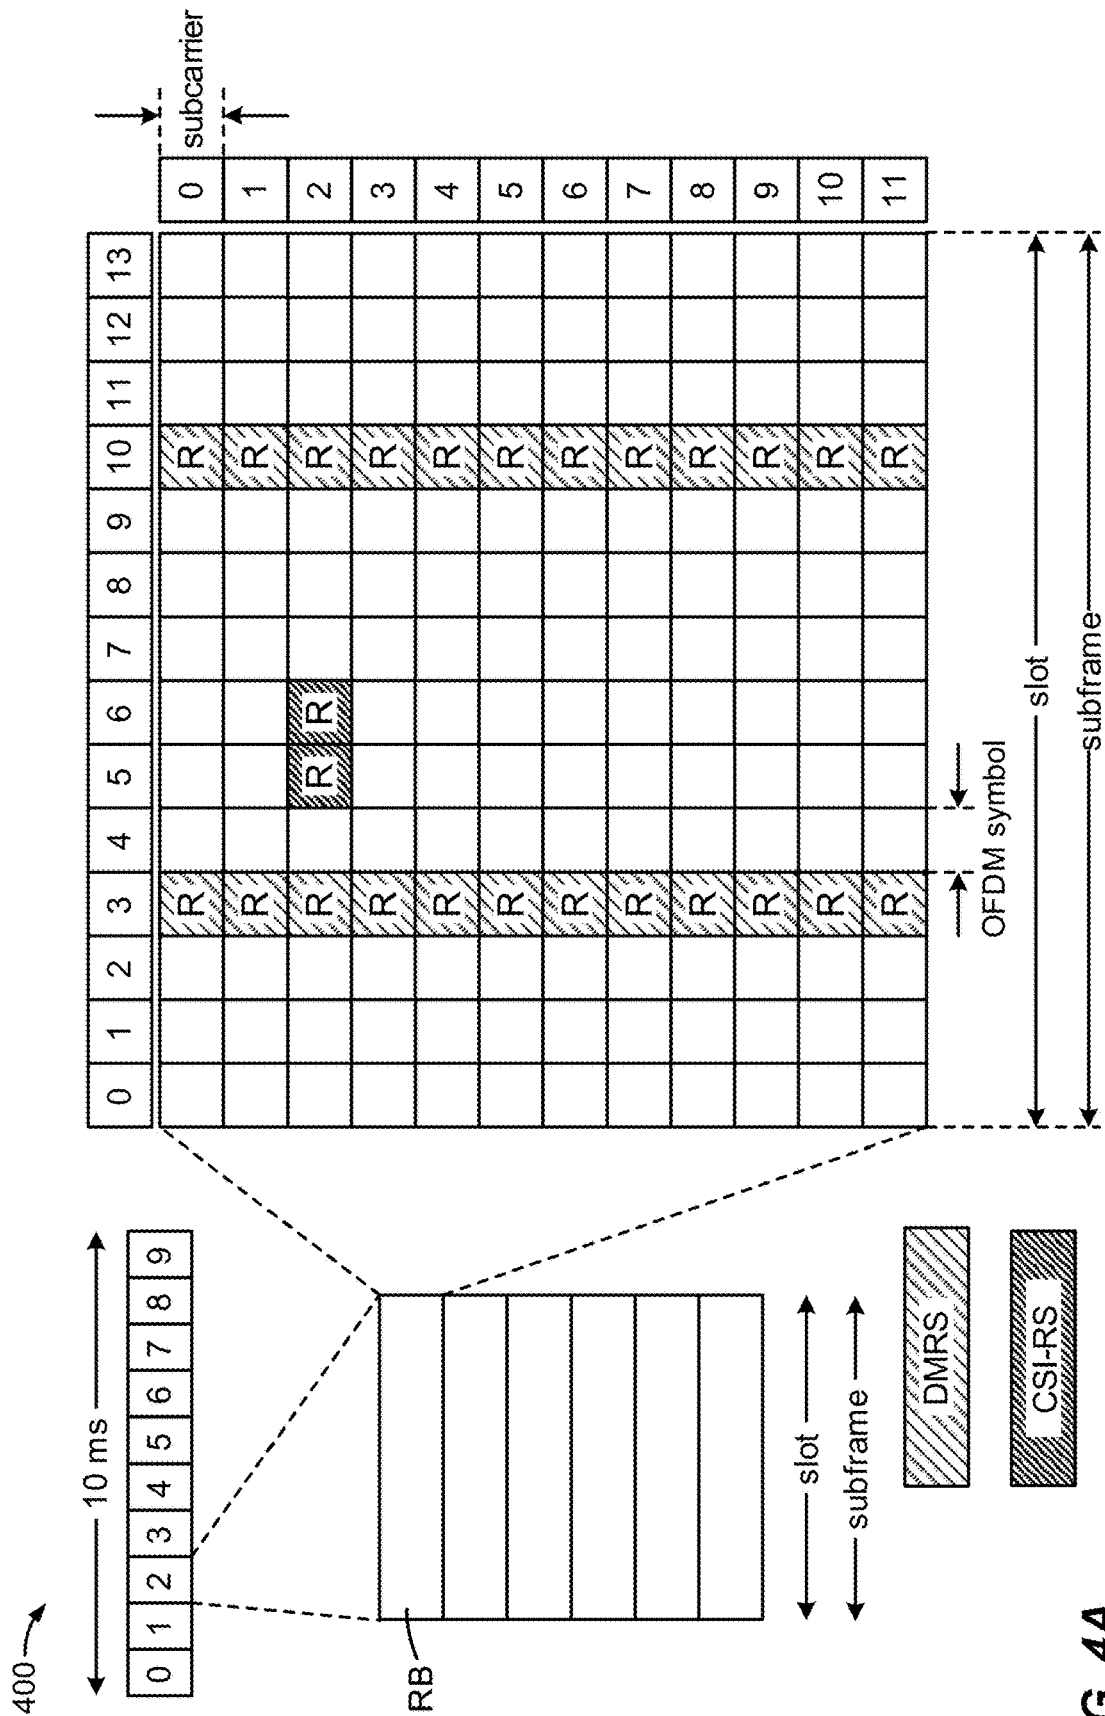 400
10 ms
0 1 2 3 4 5 6 7 8 9
RB
slot
subframe
DMRS
CSI-RS
0 1 2 3 4 5 6 7 8 9 10 11 12 13
subcarrier
R R 0
R R 1
R R R R 2
R R 3
R R 4
R R 5
R R 6
R R 7
R R 8
R R 9
R R 10
R R 11
OFDM symbol
slot
subframe
G. 4A